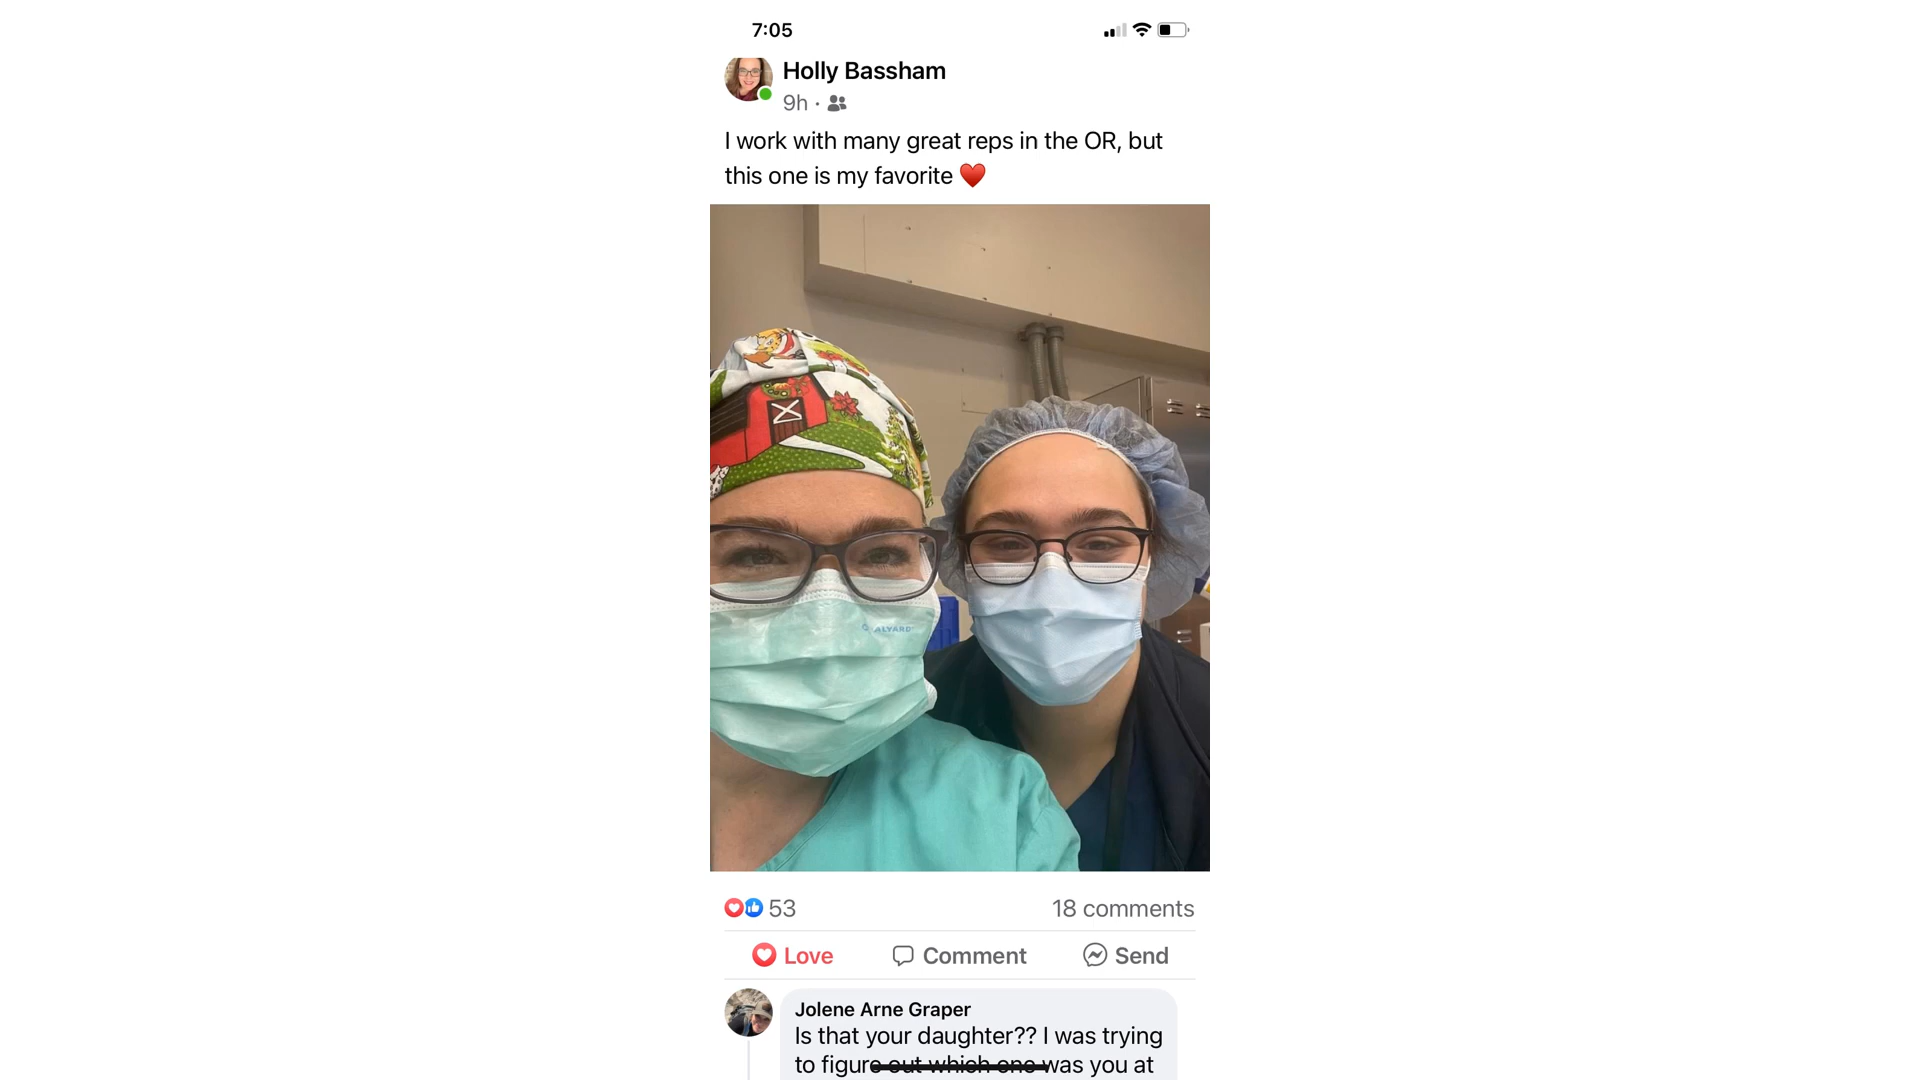 7:05
Holly Bassham
9h ·
I work with many great reps in the OR, but
this one is my favorite ❤️
53
18 comments
Love
Comment
Send
Jolene Arne Graper
Is that your daughter?? I was trying
to figure out which one was you at